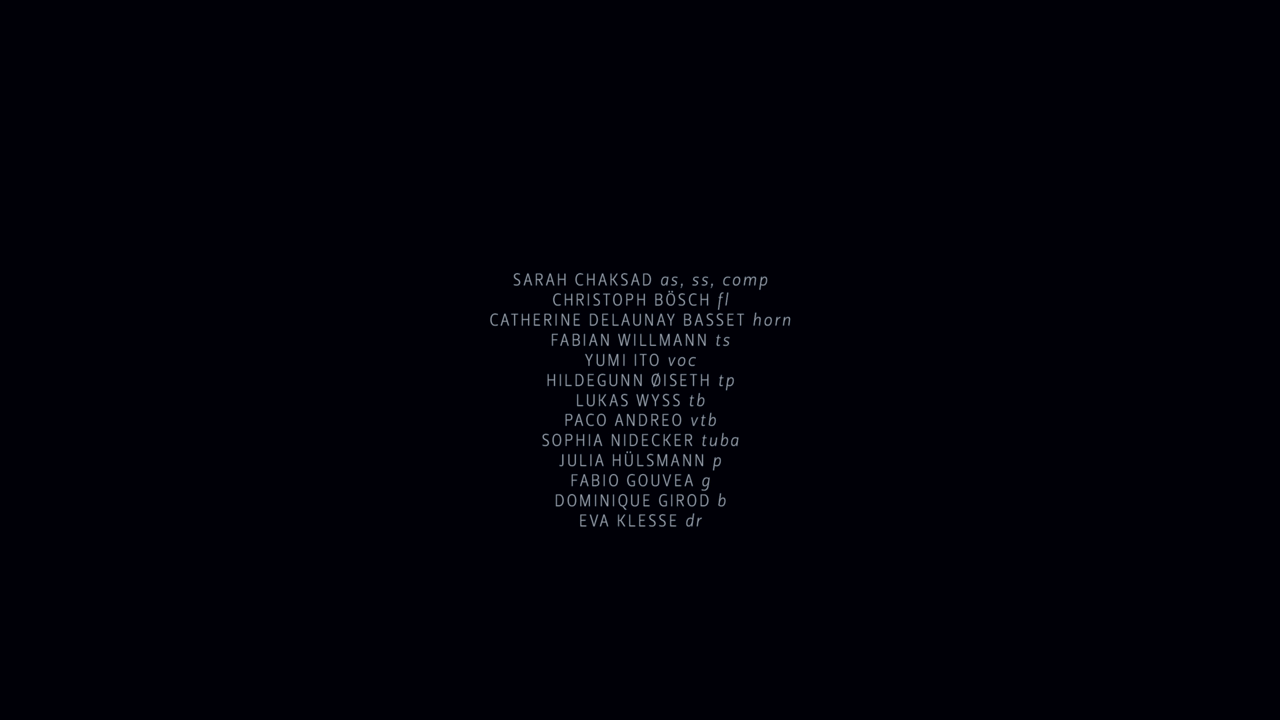 SARAH CHAKSAD as, ss, comp
CHRISTOPH BÖSCH fl
CATHERINE DELAUNAY BASSET horn
FABIAN WILLMANN ts
YUMI ITO voc
HILDEGUNN ØISETH tp
LUKAS WYSS tb
PACO ANDREO vtb
SOPHIA NIDECKER tuba
JULIA HÜLSMANN p
FABIO GOUVEA g
DOMINIQUE GIROD b
EVA KLESSE dr